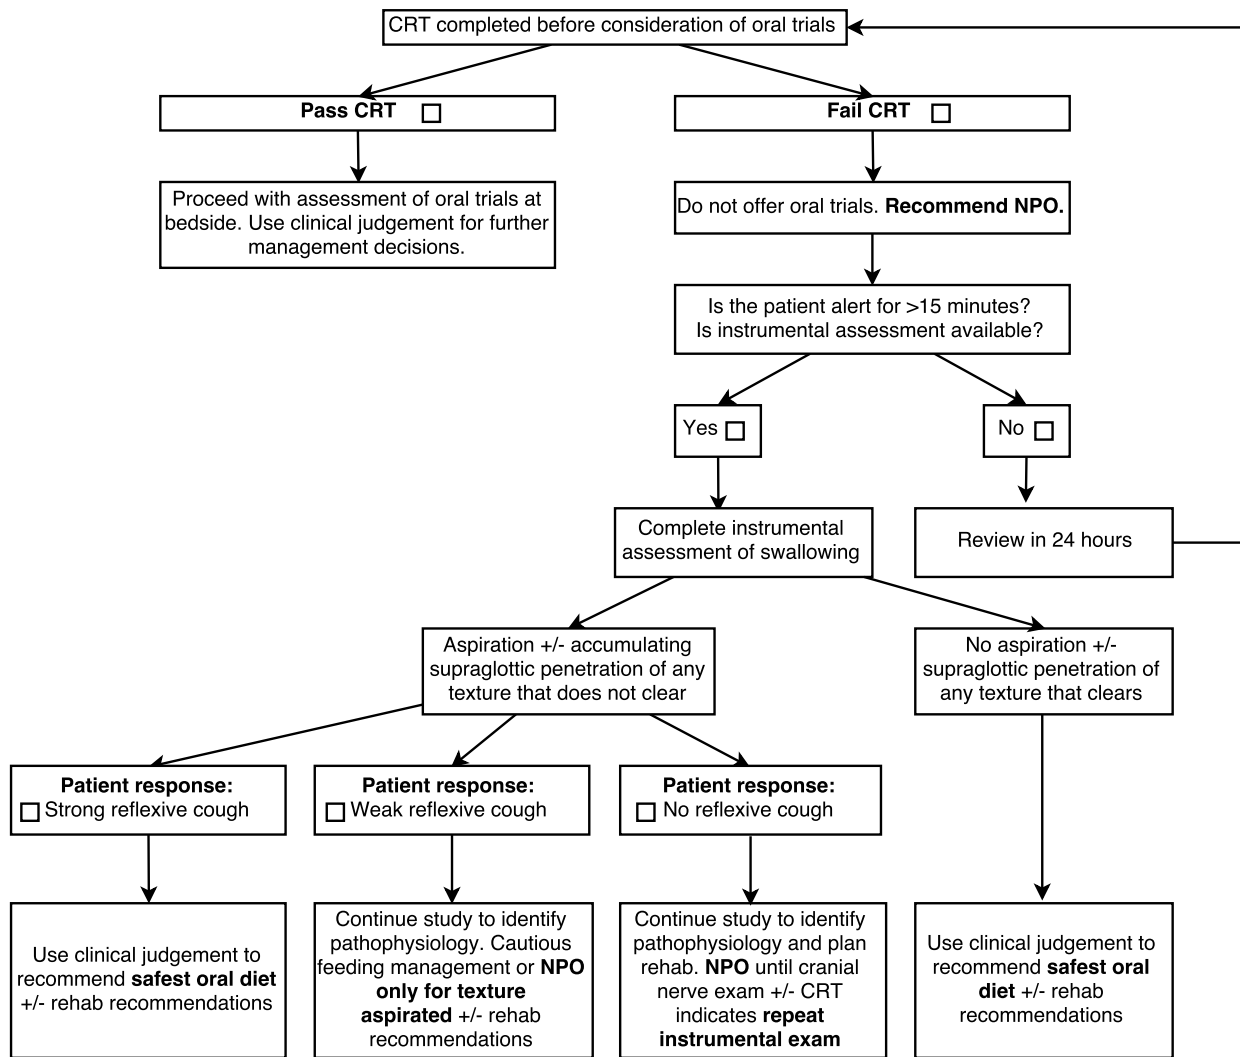 CRT completed before consideration of oral trials
Pass CRT
Fail CRT
Proceed with assessment of oral trials at
bedside. Use clinical judgement for further
management decisions.
Do not offer oral trials. Recommend NPO.
Is the patient alert for >15 minutes?
Is instrumental assessment available?
Yes
No
Complete instrumental
assessment of swallowing
Review in 24 hours
Aspiration +/- accumulating
supraglottic penetration of any
texture that does not clear
No aspiration +/-
supraglottic penetration of
any texture that clears
Patient response:
Strong reflexive cough
Patient response:
Weak reflexive cough
Patient response:
No reflexive cough
Use clinical judgement to
recommend safest oral diet
+/- rehab recommendations
Continue study to identify
pathophysiology. Cautious
feeding management or NPO
only for texture
aspirated +/- rehab
recommendations
Continue study to identify
pathophysiology and plan
rehab. NPO until cranial
nerve exam +/- CRT
indicates repeat
instrumental exam
Use clinical judgement to
recommend safest oral
diet +/- rehab
recommendations